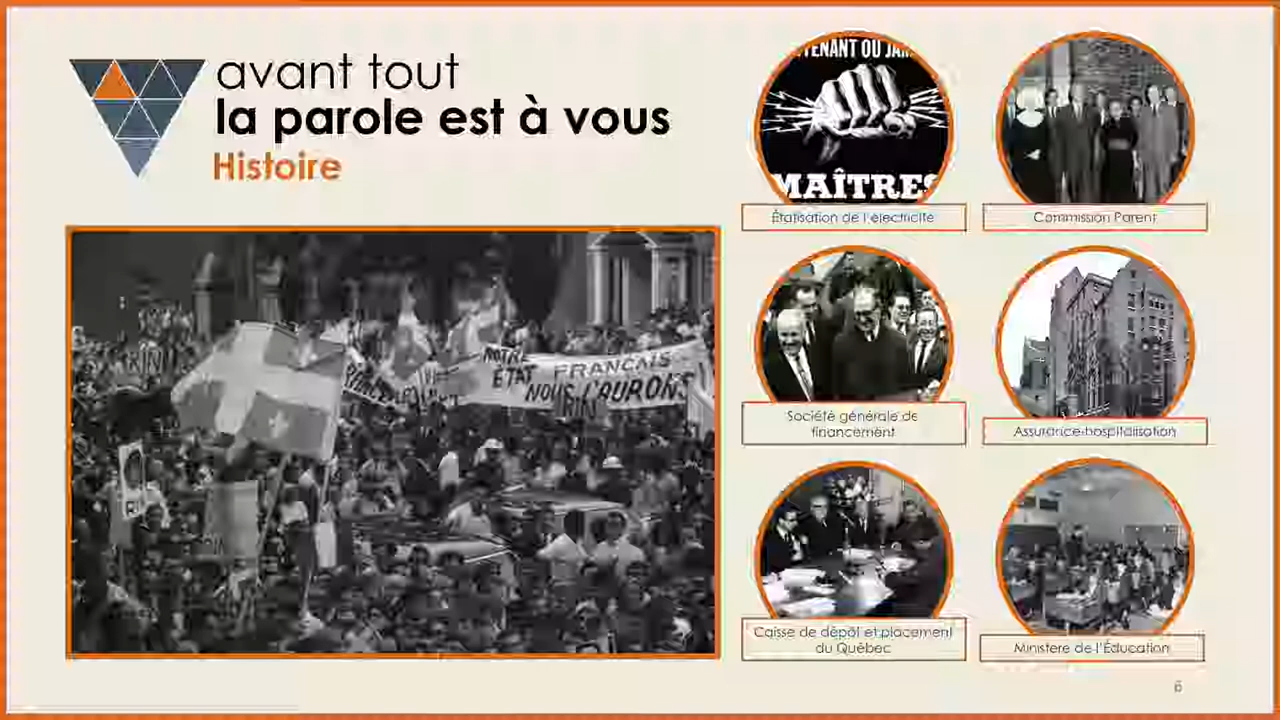 avant tout
la parole est à vous
Histoire
MAÎTRES
Étatisation de l'électricité
Commission Parent
Société générale de
financement
Assurance-hospitalisation
NOTRE
ÉTAT
FRANÇAIS
NOUS L'AURONS
RIN
Caisse de dépôt et placement
du Québec
Ministère de l'Éducation
6